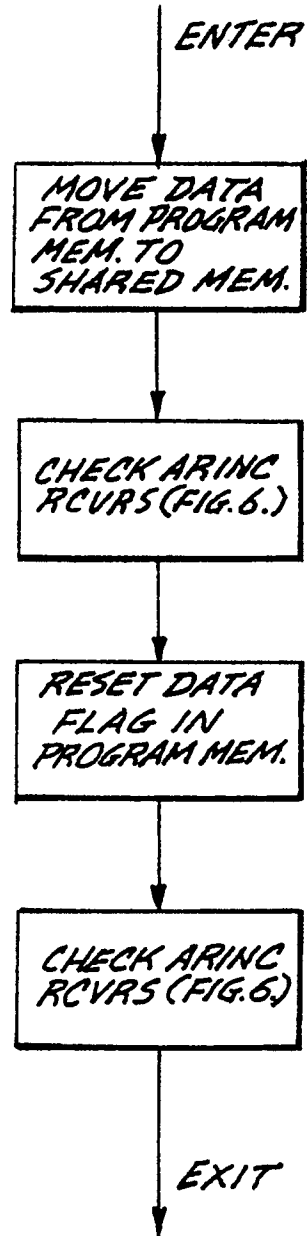 ENTER
MOVE DATA
FROM PROGRAM
MEM. TO
SHARED MEM.
CHECK ARINC
RCVRS (FIG.6.)
RESET DATA
FLAG IN
PROGRAM MEM.
CHECK ARINC
RCVRS (FIG.6.)
EXIT